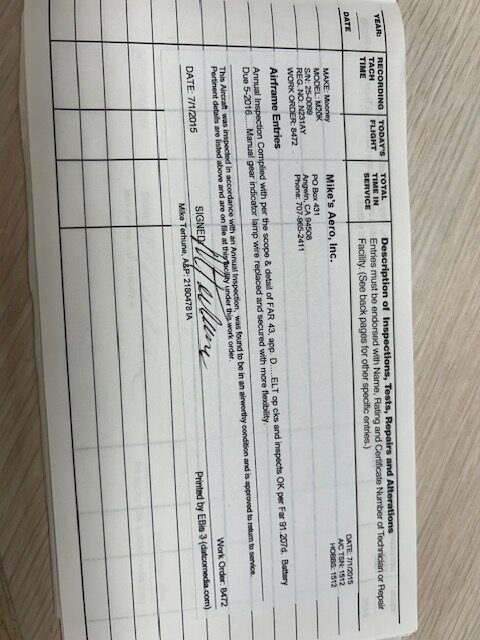 YEAR:
DATE
RECORDING TACH TIME
TODAY'S FLIGHT
TOTAL TIME IN SERVICE
Description of Inspections, Tests, Repairs and Alterations
Entries must be endorsed with Name, Rating and Certificate Number of Technician or Repair
Facility. (See back pages for other specific entries.)
MAKE: Mooney
MODEL: M20K
S/N: 25-0099
REG. NO: N231AY
WORK ORDER: 8472
Mike's Aero, Inc.
PO Box 431
Angwin, CA 94508
Phone: 707-965-2411
DATE: 7/1/2015
A/C TSN: 1512
HOBBS: 1512
Airframe Entries
Annual Inspection Complied with per the scope & detail of FAR 43, app. D.....ELT op cks and inspects OK per Far 91.207d. Battery
Due 5-2016.....Manual gear indicator lamp wire replaced and secured with more flexibility.
This Aircraft was inspected in accordance with an Annual Inspection, was found to be in an airworthy condition and is approved to return to service.
Pertinent details are listed above and are on file at this facility under this work order.
Work Order: 8472
DATE: 7/1/2015
SIGNED:
Mike Terhune, A&P: 2180478 IA
Printed by EBis 3 (datcomedia.com)